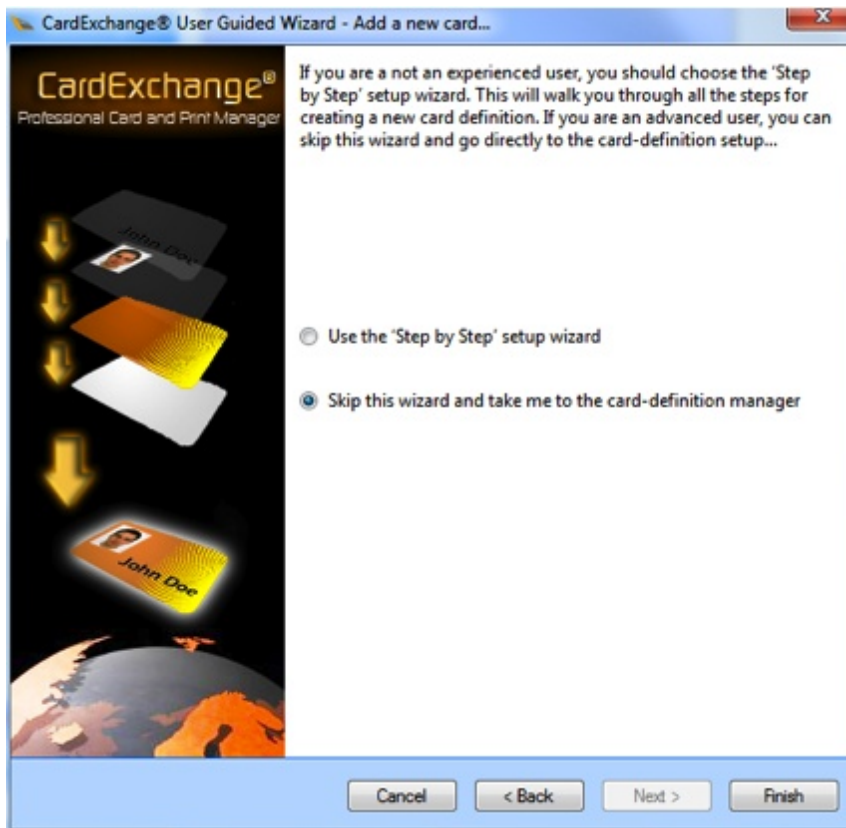 CardExchange® User Guided Wizard - Add a new card...
X
CardExchange®
Professional Card and Print Manager
If you are a not an experienced user, you should choose the 'Step
by Step' setup wizard. This will walk you through all the steps for
creating a new card definition. If you are an advanced user, you can
skip this wizard and go directly to the card-definition setup...
John Doe
Use the 'Step by Step' setup wizard
Skip this wizard and take me to the card-definition manager
John Doe
Cancel
< Back
Next >
Finish